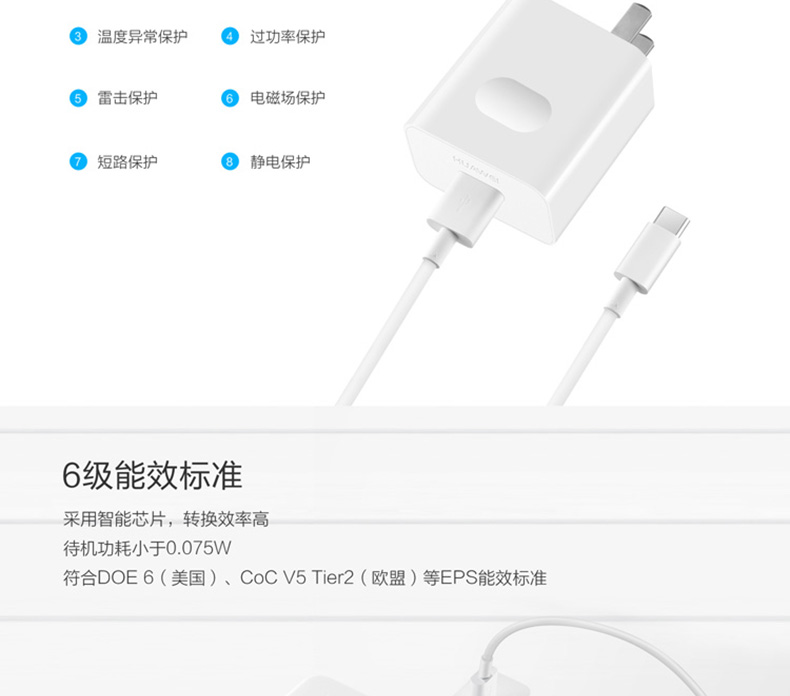 3 温度异常保护 4 过功率保护
5 雷击保护 6 电磁场保护
7 短路保护 8 静电保护
HUAWEI
6级能效标准
采用智能芯片，转换效率高
待机功耗小于0.075W
符合DOE 6（美国）、CoC V5 Tier2（欧盟）等EPS能效标准